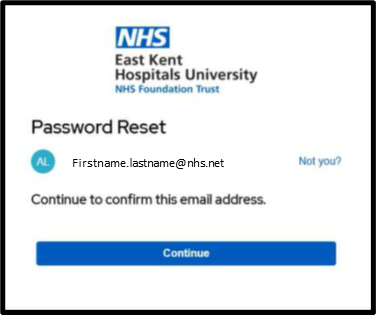 NHS
East Kent
Hospitals University
NHS Foundation Trust
Password Reset
AL
Firstname.lastname@nhs.net
Not you?
Continue to confirm this email address.
Continue